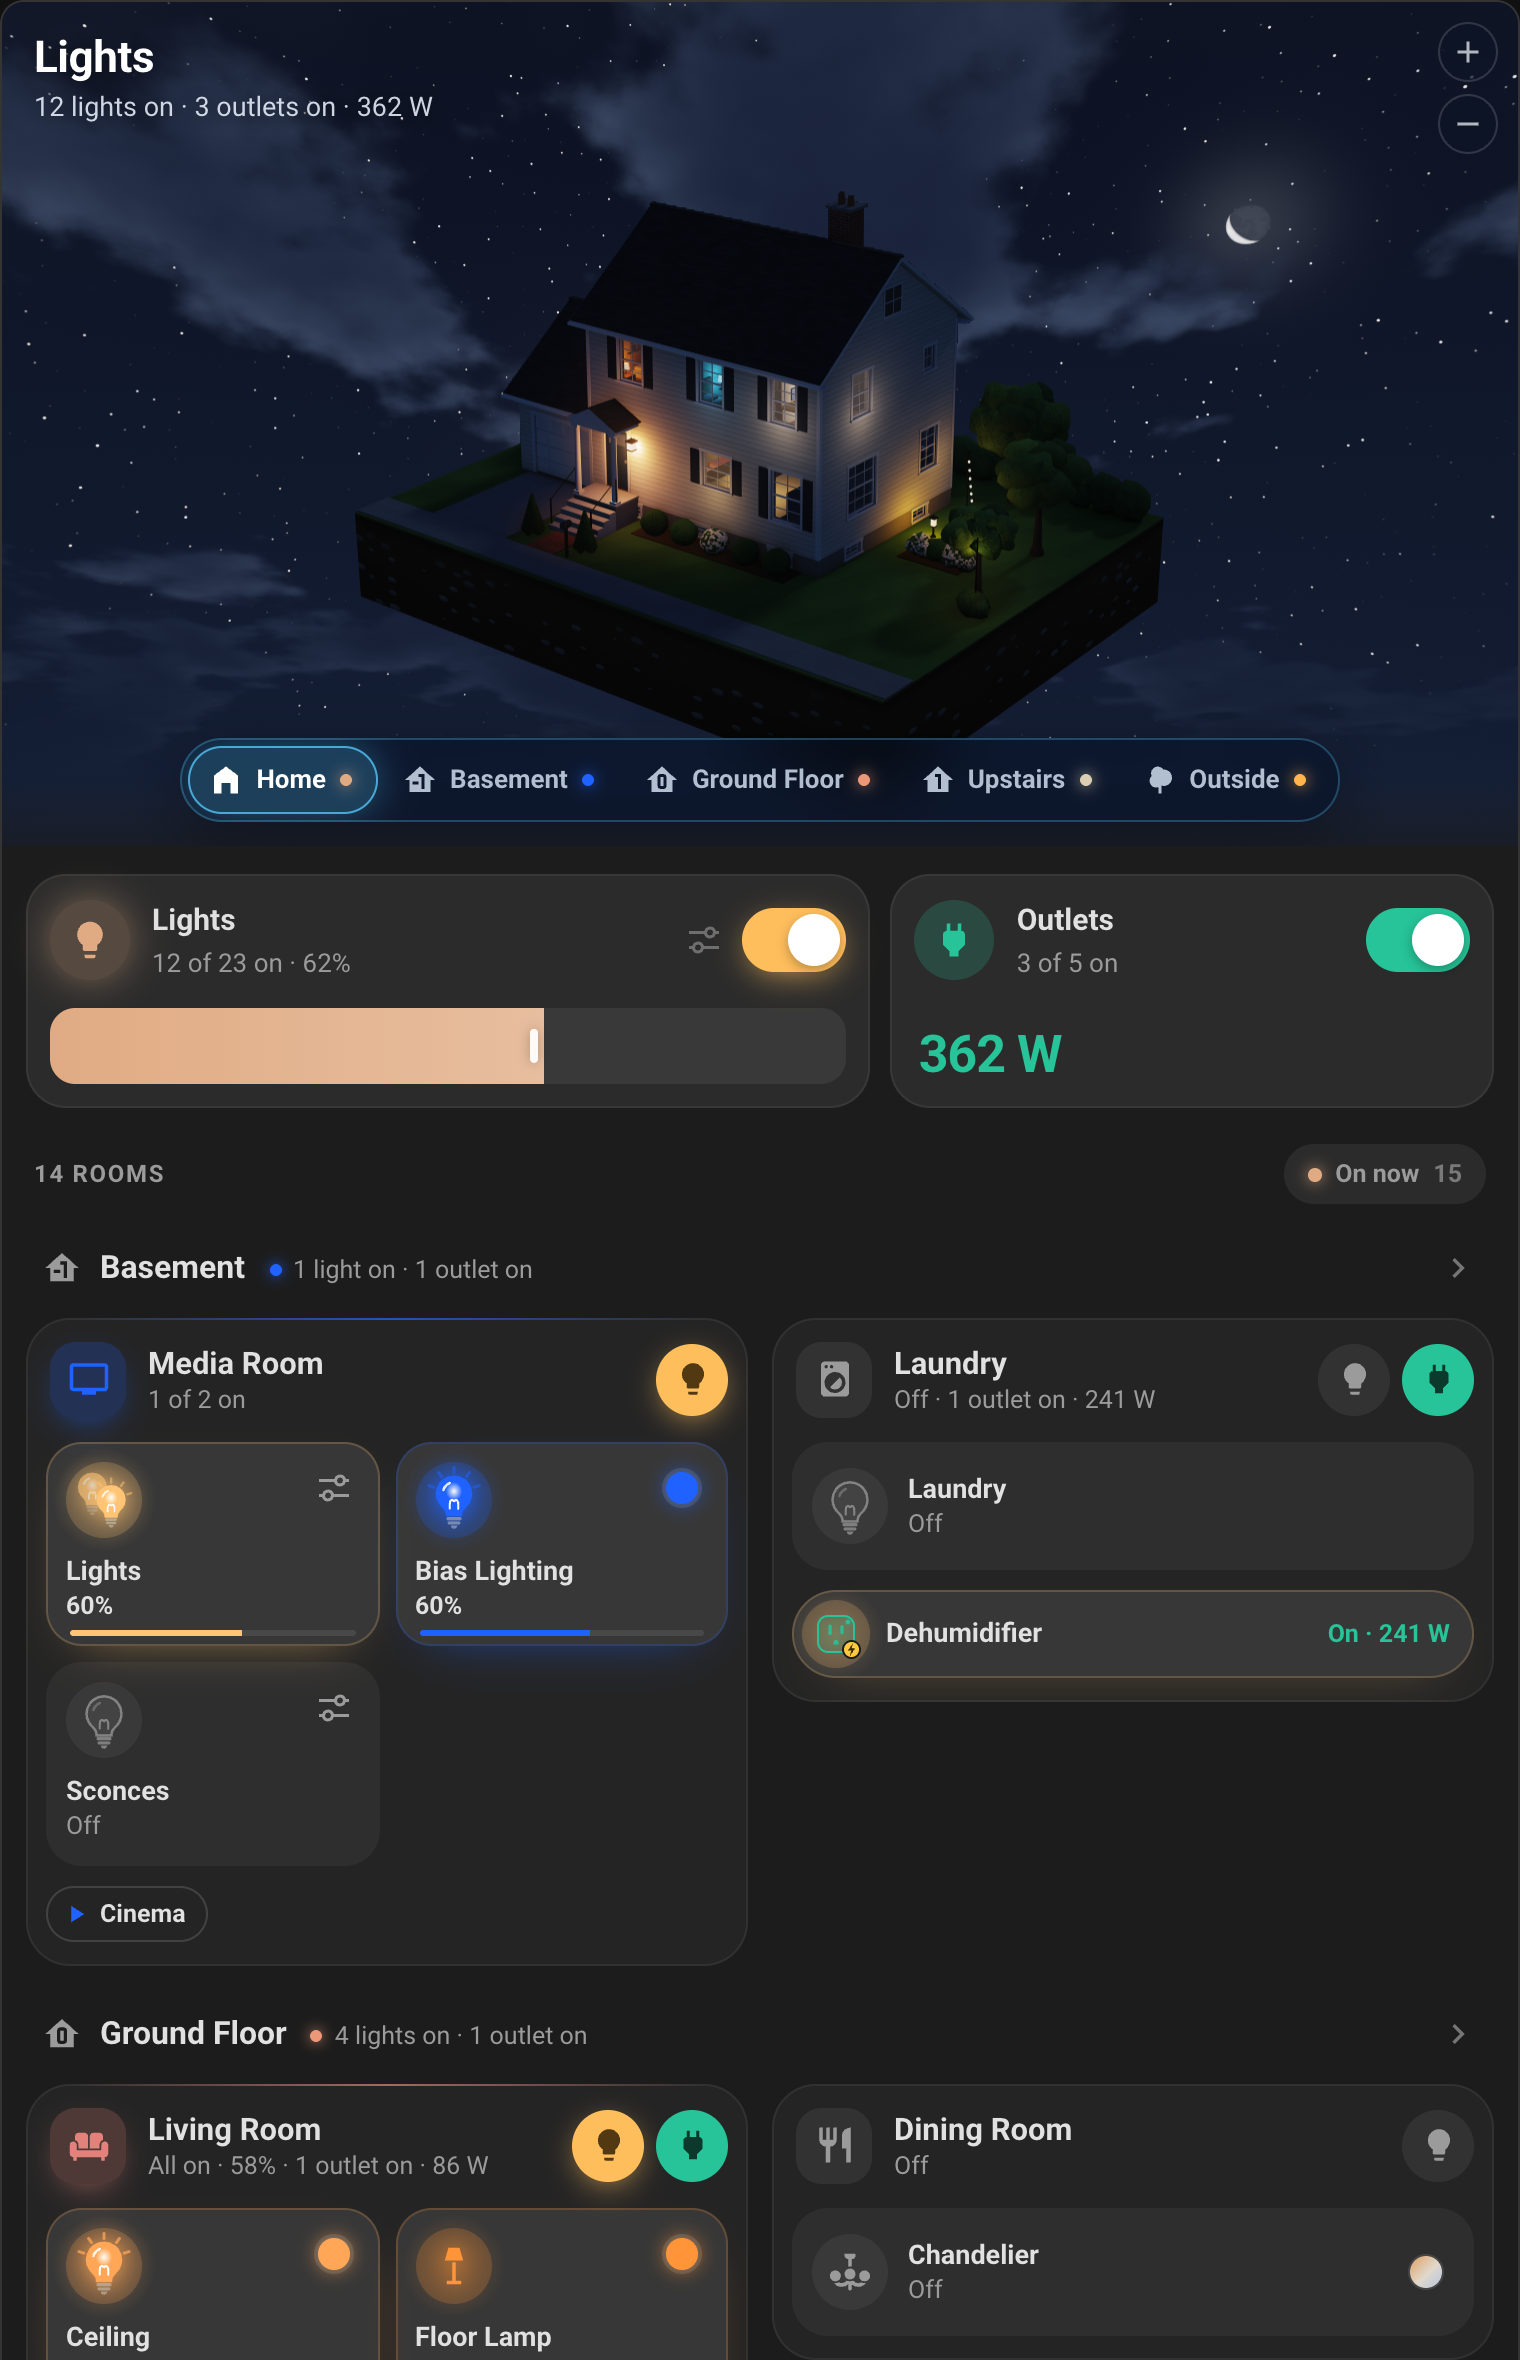 Lights
12 lights on · 3 outlets on · 362 W
Home
Basement
Ground Floor
Upstairs
Outside
Lights
12 of 23 on · 62%
Outlets
3 of 5 on
362 W
14 ROOMS
On now 15
Basement
1 light on · 1 outlet on
Media Room
1 of 2 on
Laundry
Off · 1 outlet on · 241 W
Lights
60%
Bias Lighting
60%
Laundry
Off
Dehumidifier
On · 241 W
Sconces
Off
Cinema
Ground Floor
4 lights on · 1 outlet on
Living Room
All on · 58% · 1 outlet on · 86 W
Dining Room
Off
Ceiling
Floor Lamp
Chandelier
Off